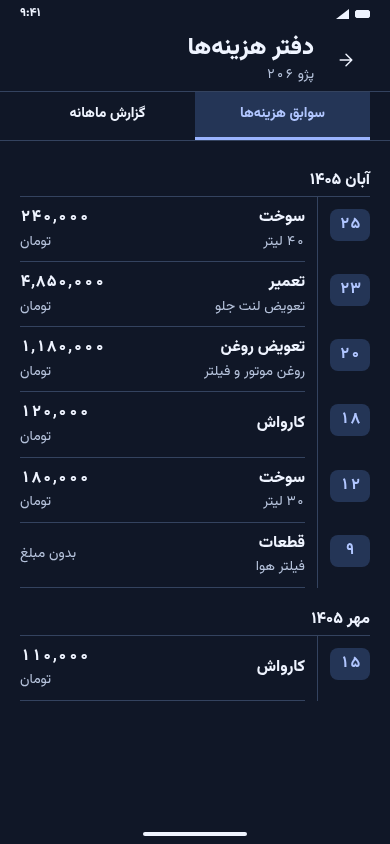 ۹:۴۱
دفتر هزینه‌ها
پژو ۲۰۶
سوابق هزینه‌ها
گزارش ماهانه
آبان ۱۴۰۵
۲۵
سوخت
۲۴۰,۰۰۰
۴۰ لیتر
تومان
۲۳
تعمیر
۴,۸۵۰,۰۰۰
تعویض لنت جلو
تومان
۲۰
تعویض روغن
۱,۱۸۰,۰۰۰
روغن موتور و فیلتر
تومان
۱۸
کارواش
۱۲۰,۰۰۰
تومان
۱۲
سوخت
۱۸۰,۰۰۰
۳۰ لیتر
تومان
۹
قطعات
بدون مبلغ
فیلتر هوا
مهر ۱۴۰۵
۱۵
کارواش
۱۱۰,۰۰۰
تومان